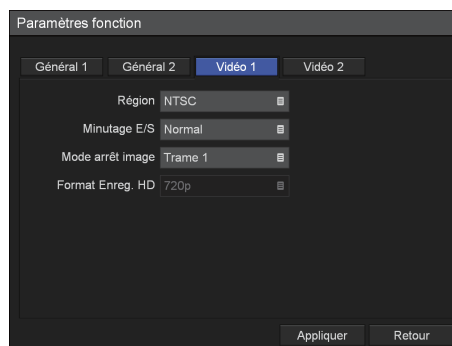 Paramètres fonction
Général 1 Général 2 Vidéo 1 Vidéo 2
Région NTSC
Minutage E/S Normal
Mode arrêt image Trame 1
Format Enreg. HD 720p
Appliquer Retour